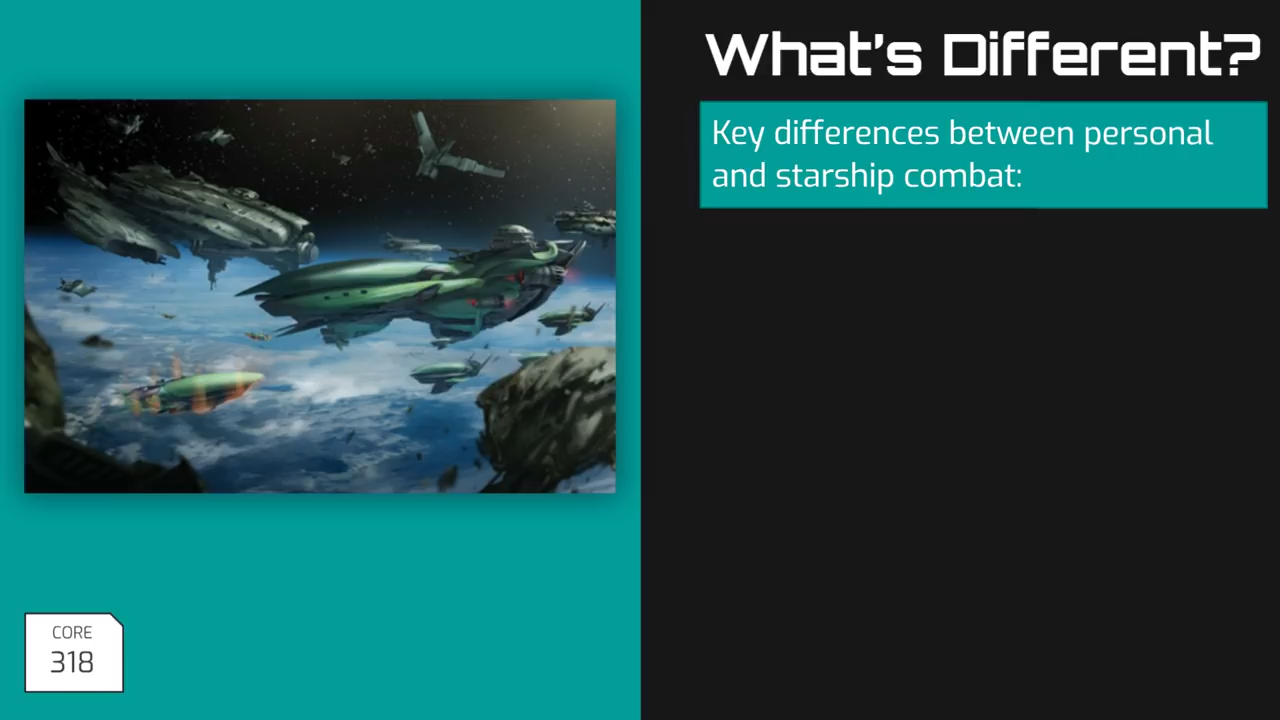 What's Different?
Key differences between personal
and starship combat:
CORE
318